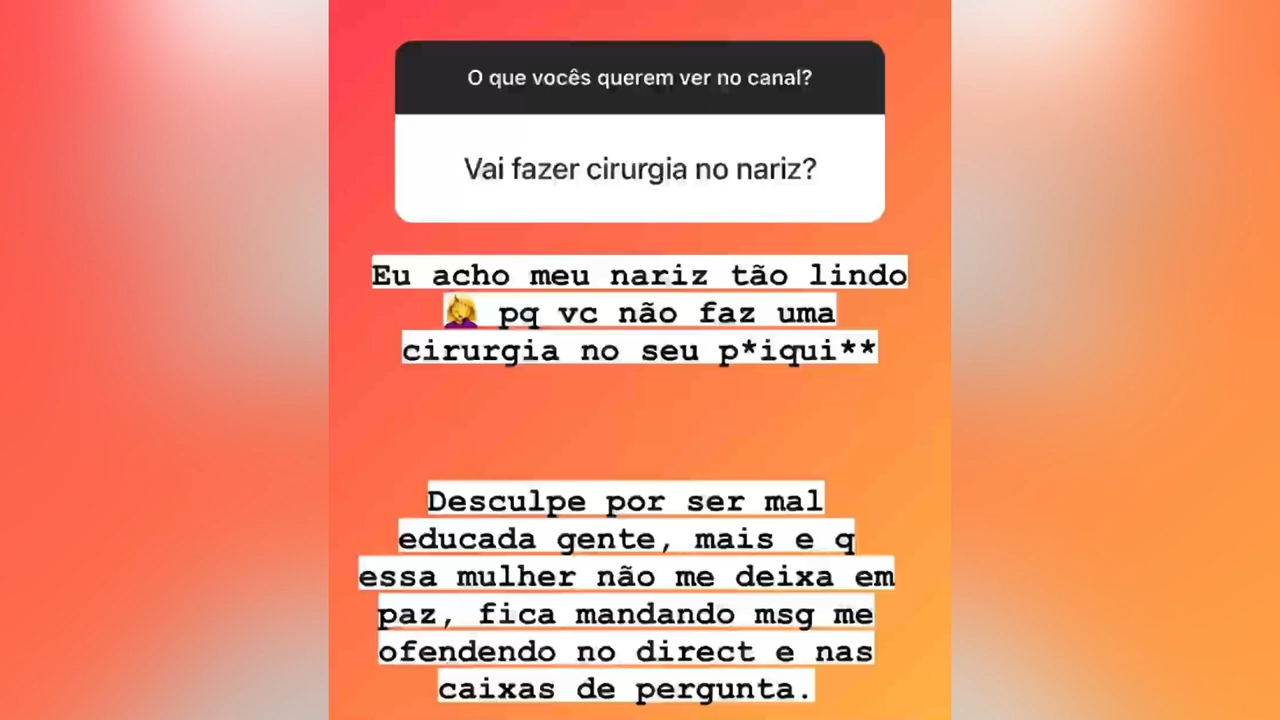 O que vocês querem ver no canal?
Vai fazer cirurgia no nariz?
Eu acho meu nariz tão lindo
🤦‍♀️ pq vc não faz uma
cirurgia no seu p*iqui**
Desculpe por ser mal
educada gente, mais e q
essa mulher não me deixa em
paz, fica mandando msg me
ofendendo no direct e nas
caixas de pergunta.